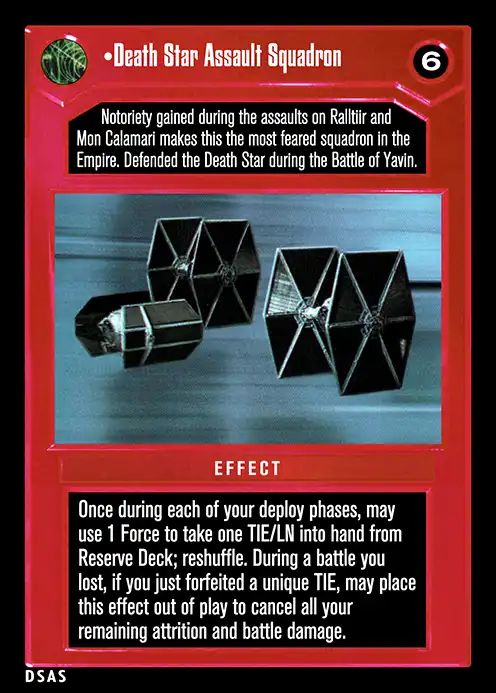 •Death Star Assault Squadron
6
Notoriety gained during the assaults on Ralltiir and
Mon Calamari makes this the most feared squadron in the
Empire. Defended the Death Star during the Battle of Yavin.
EFFECT
Once during each of your deploy phases, may
use 1 Force to take one TIE/LN into hand from
Reserve Deck; reshuffle. During a battle you
lost, if you just forfeited a unique TIE, may place
this effect out of play to cancel all your
remaining attrition and battle damage.
DSAS